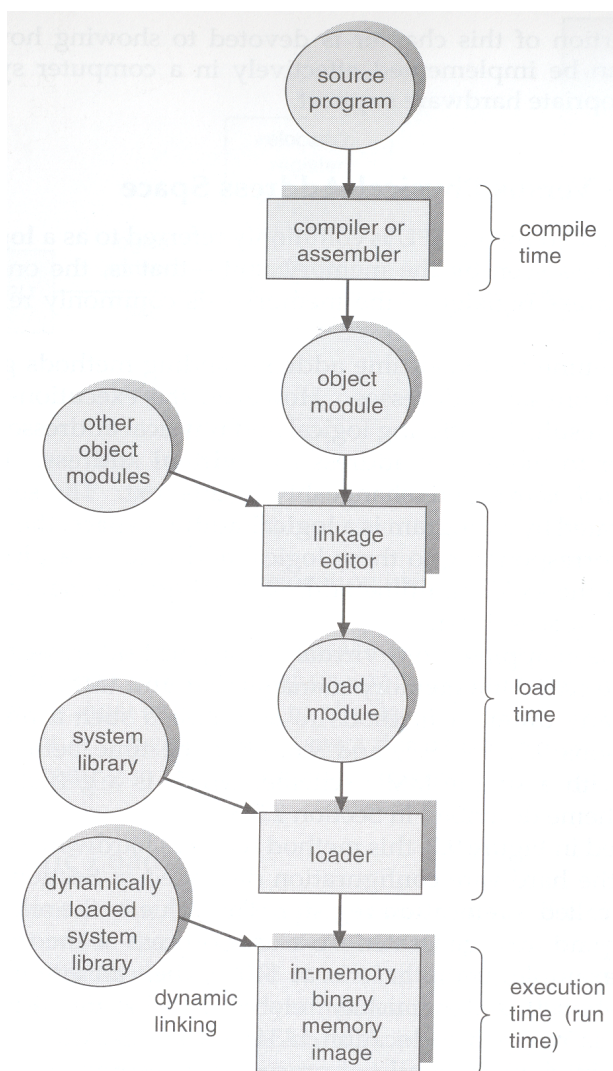 source
program
compiler or
assembler
compile
time
object
module
other
object
modules
linkage
editor
load
module
load
time
system
library
loader
dynamically
loaded
system
library
dynamic
linking
in-memory
binary
memory
image
execution
time (run
time)